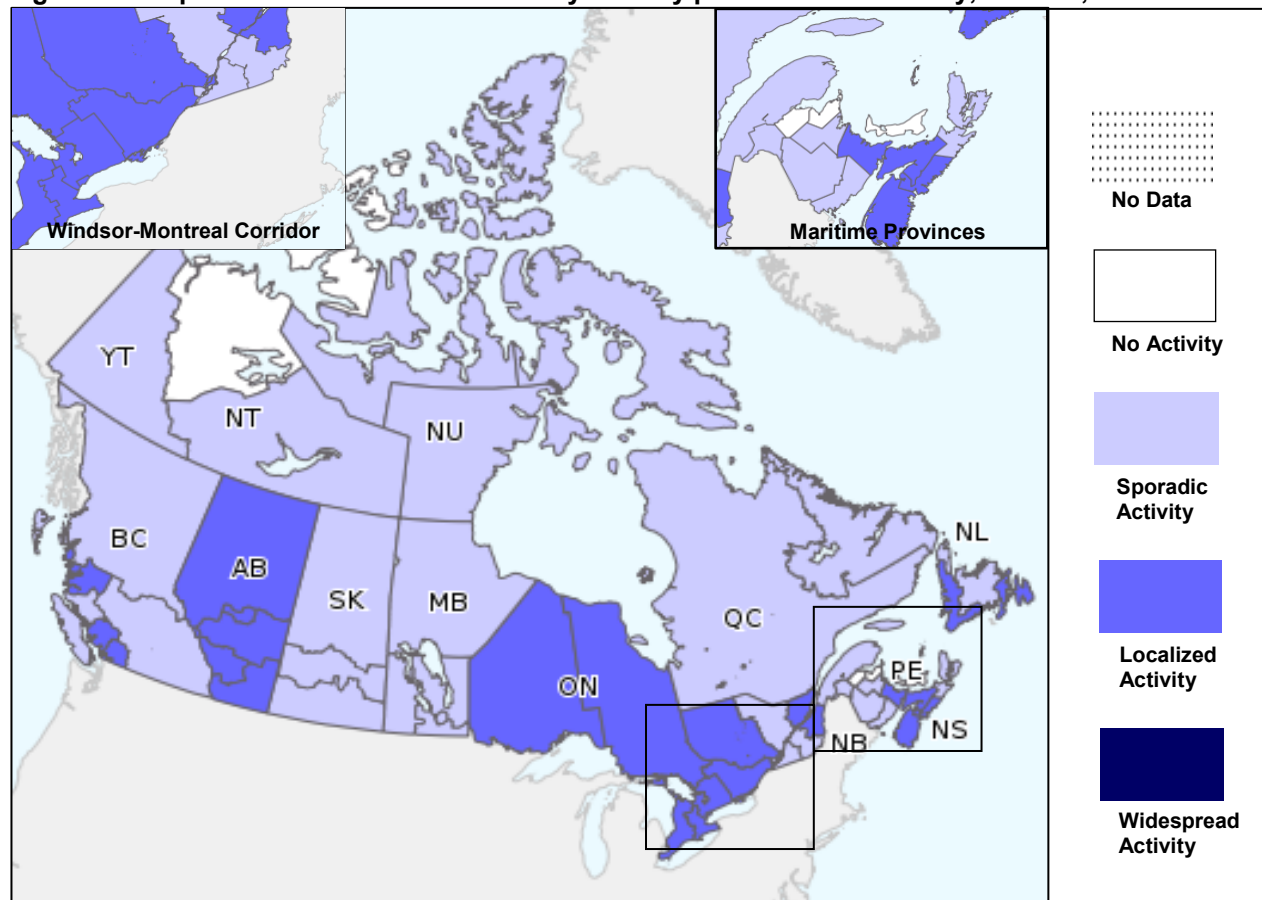 Windsor-Montreal Corridor
Maritime Provinces
No Data
No Activity
Sporadic
Activity
Localized
Activity
Widespread
Activity
YT
NT
NU
BC
AB
SK
MB
ON
QC
NL
PE
NB
NS